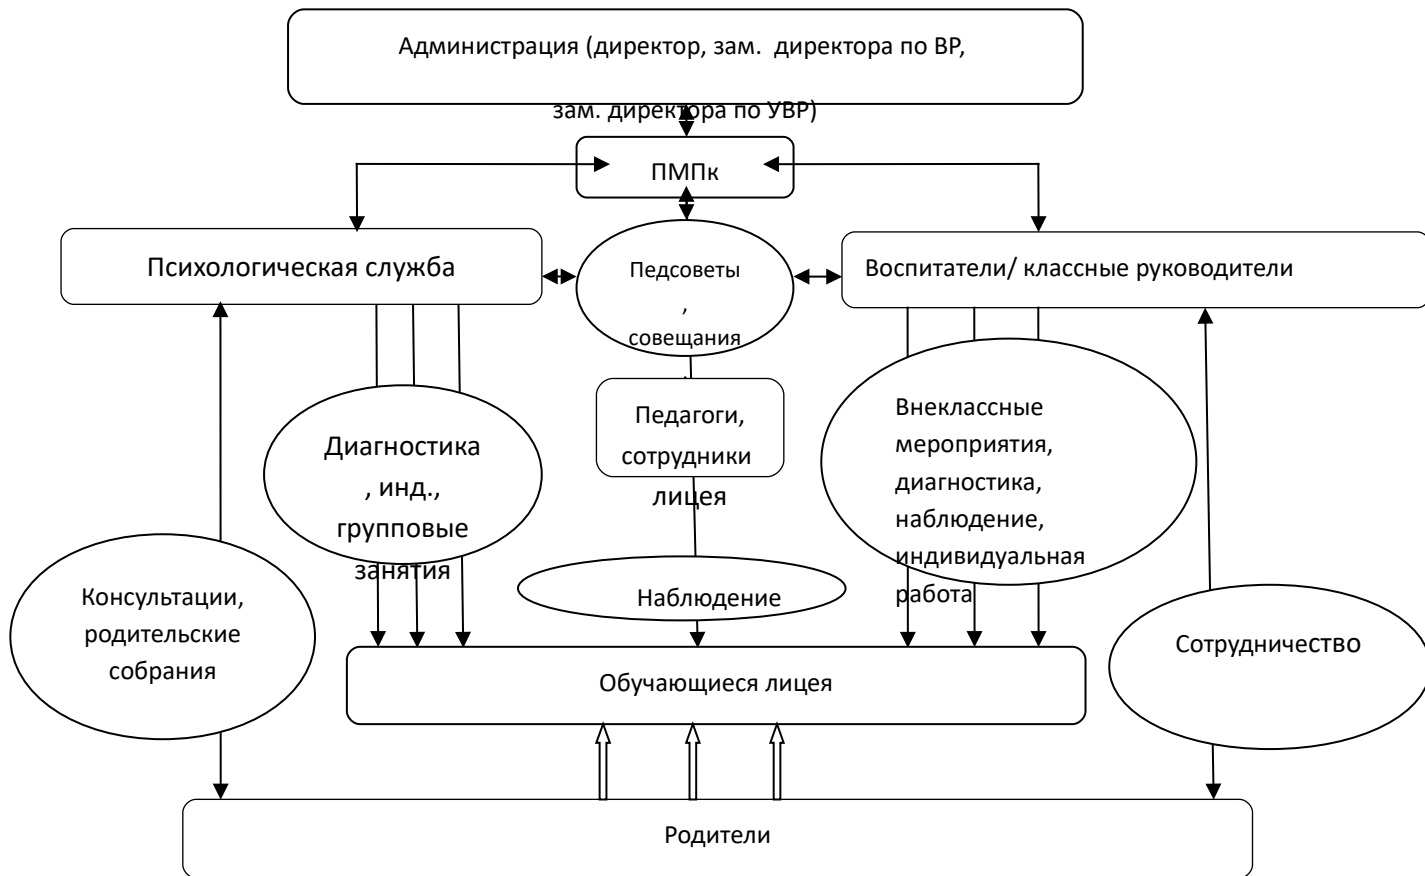 Администрация (директор, зам. директора по ВР,
зам. директора по УВР)
ПМПк
Психологическая служба
Педсоветы
,
совещания
Воспитатели/ классные руководители
Диагностика
, инд.,
групповые
занятия
Педагоги,
сотрудники
лицея
Внеклассные
мероприятия,
диагностика,
наблюдение,
индивидуальная
работа
Консультации,
родительские
собрания
Наблюдение
Сотрудничество
Обучающиеся лицея
Родители